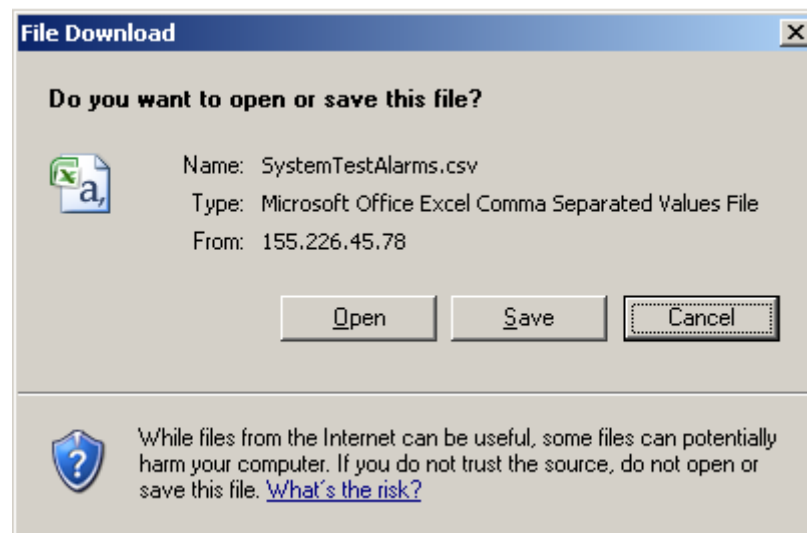 File Download
Do you want to open or save this file?
Name: SystemTestAlarms.csv
Type: Microsoft Office Excel Comma Separated Values File
From: 155.226.45.78
Open Save Cancel
While files from the Internet can be useful, some files can potentially
harm your computer. If you do not trust the source, do not open or
save this file. What's the risk?